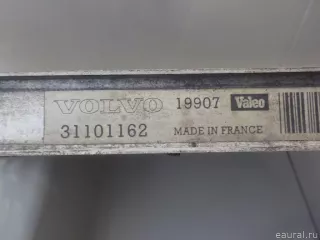 VOLVO 19907 Valeo
31101162 MADE IN FRANCE
eaural.ru